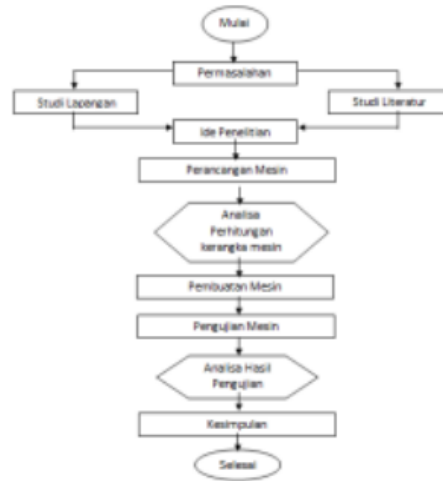 Mulai
Permasalahan
Studi Lapangan
Studi Literatur
Ide Penelitian
Perancangan Mesin
Analisa
Perhitungan
kerangka mesin
Pembuatan Mesin
Pengujian Mesin
Analisa Hasil
Pengujian
Kesimpulan
Selesai